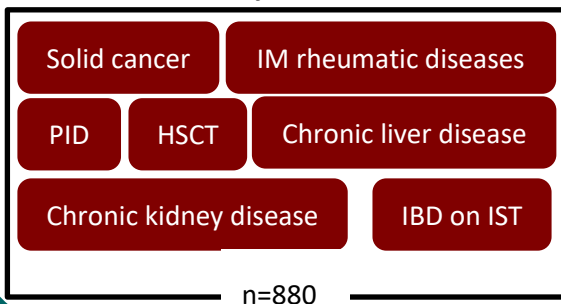 Solid cancer IM rheumatic diseases
PID HSCT Chronic liver disease
Chronic kidney disease IBD on IST
n=880